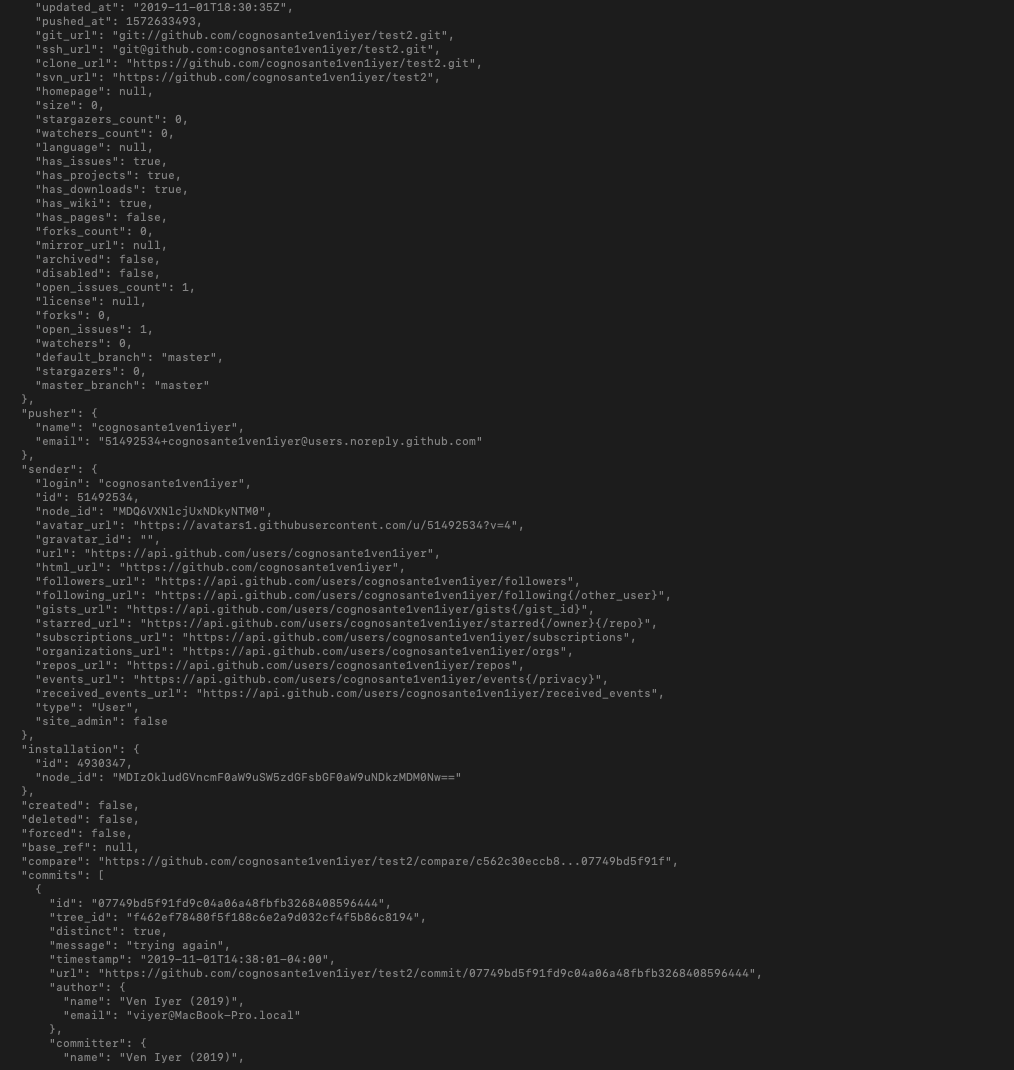 "updated_at": "2019-11-01T18:30:35Z",
"pushed_at": 1572633493,
"git_url": "git://github.com/cognosante1ven1iyer/test2.git",
"ssh_url": "git@github.com:cognosante1ven1iyer/test2.git",
"clone_url": "https://github.com/cognosante1ven1iyer/test2.git",
"svn_url": "https://github.com/cognosante1ven1iyer/test2",
"homepage": null,
"size": 0,
"stargazers_count": 0,
"watchers_count": 0,
"language": null,
"has_issues": true,
"has_projects": true,
"has_downloads": true,
"has_wiki": true,
"has_pages": false,
"forks_count": 0,
"mirror_url": null,
"archived": false,
"disabled": false,
"open_issues_count": 1,
"license": null,
"forks": 0,
"open_issues": 1,
"watchers": 0,
"default_branch": "master",
"stargazers": 0,
"master_branch": "master"
},
"pusher": {
"name": "cognosante1ven1iyer",
"email": "51492534+cognosante1ven1iyer@users.noreply.github.com"
},
"sender": {
"login": "cognosante1ven1iyer",
"id": 51492534,
"node_id": "MDQ6VXNlcjUxNDkyNTM0",
"avatar_url": "https://avatars1.githubusercontent.com/u/51492534?v=4",
"gravatar_id": "",
"url": "https://api.github.com/users/cognosante1ven1iyer",
"html_url": "https://github.com/cognosante1ven1iyer",
"followers_url": "https://api.github.com/users/cognosante1ven1iyer/followers",
"following_url": "https://api.github.com/users/cognosante1ven1iyer/following{/other_user}",
"gists_url": "https://api.github.com/users/cognosante1ven1iyer/gists{/gist_id}",
"starred_url": "https://api.github.com/users/cognosante1ven1iyer/starred{/owner}{/repo}",
"subscriptions_url": "https://api.github.com/users/cognosante1ven1iyer/subscriptions",
"organizations_url": "https://api.github.com/users/cognosante1ven1iyer/orgs",
"repos_url": "https://api.github.com/users/cognosante1ven1iyer/repos",
"events_url": "https://api.github.com/users/cognosante1ven1iyer/events{/privacy}",
"received_events_url": "https://api.github.com/users/cognosante1ven1iyer/received_events",
"type": "User",
"site_admin": false
},
"installation": {
"id": 4930347,
"node_id": "MDIzOkludGVncmF0aW9uSW5zdGFsbGF0aW9uNDkzMDM0Nw=="
},
"created": false,
"deleted": false,
"forced": false,
"base_ref": null,
"compare": "https://github.com/cognosante1ven1iyer/test2/compare/c562c30eccb8...07749bd5f91f",
"commits": [
{
"id": "07749bd5f91fd9c04a06a48fbfb3268408596444",
"tree_id": "f462ef78480f5f188c6e2a9d032cf4f5b86c8194",
"distinct": true,
"message": "trying again",
"timestamp": "2019-11-01T14:38:01-04:00",
"url": "https://github.com/cognosante1ven1iyer/test2/commit/07749bd5f91fd9c04a06a48fbfb3268408596444",
"author": {
"name": "Ven Iyer (2019)",
"email": "viyer@MacBook-Pro.local"
},
"committer": {
"name": "Ven Iyer (2019)",